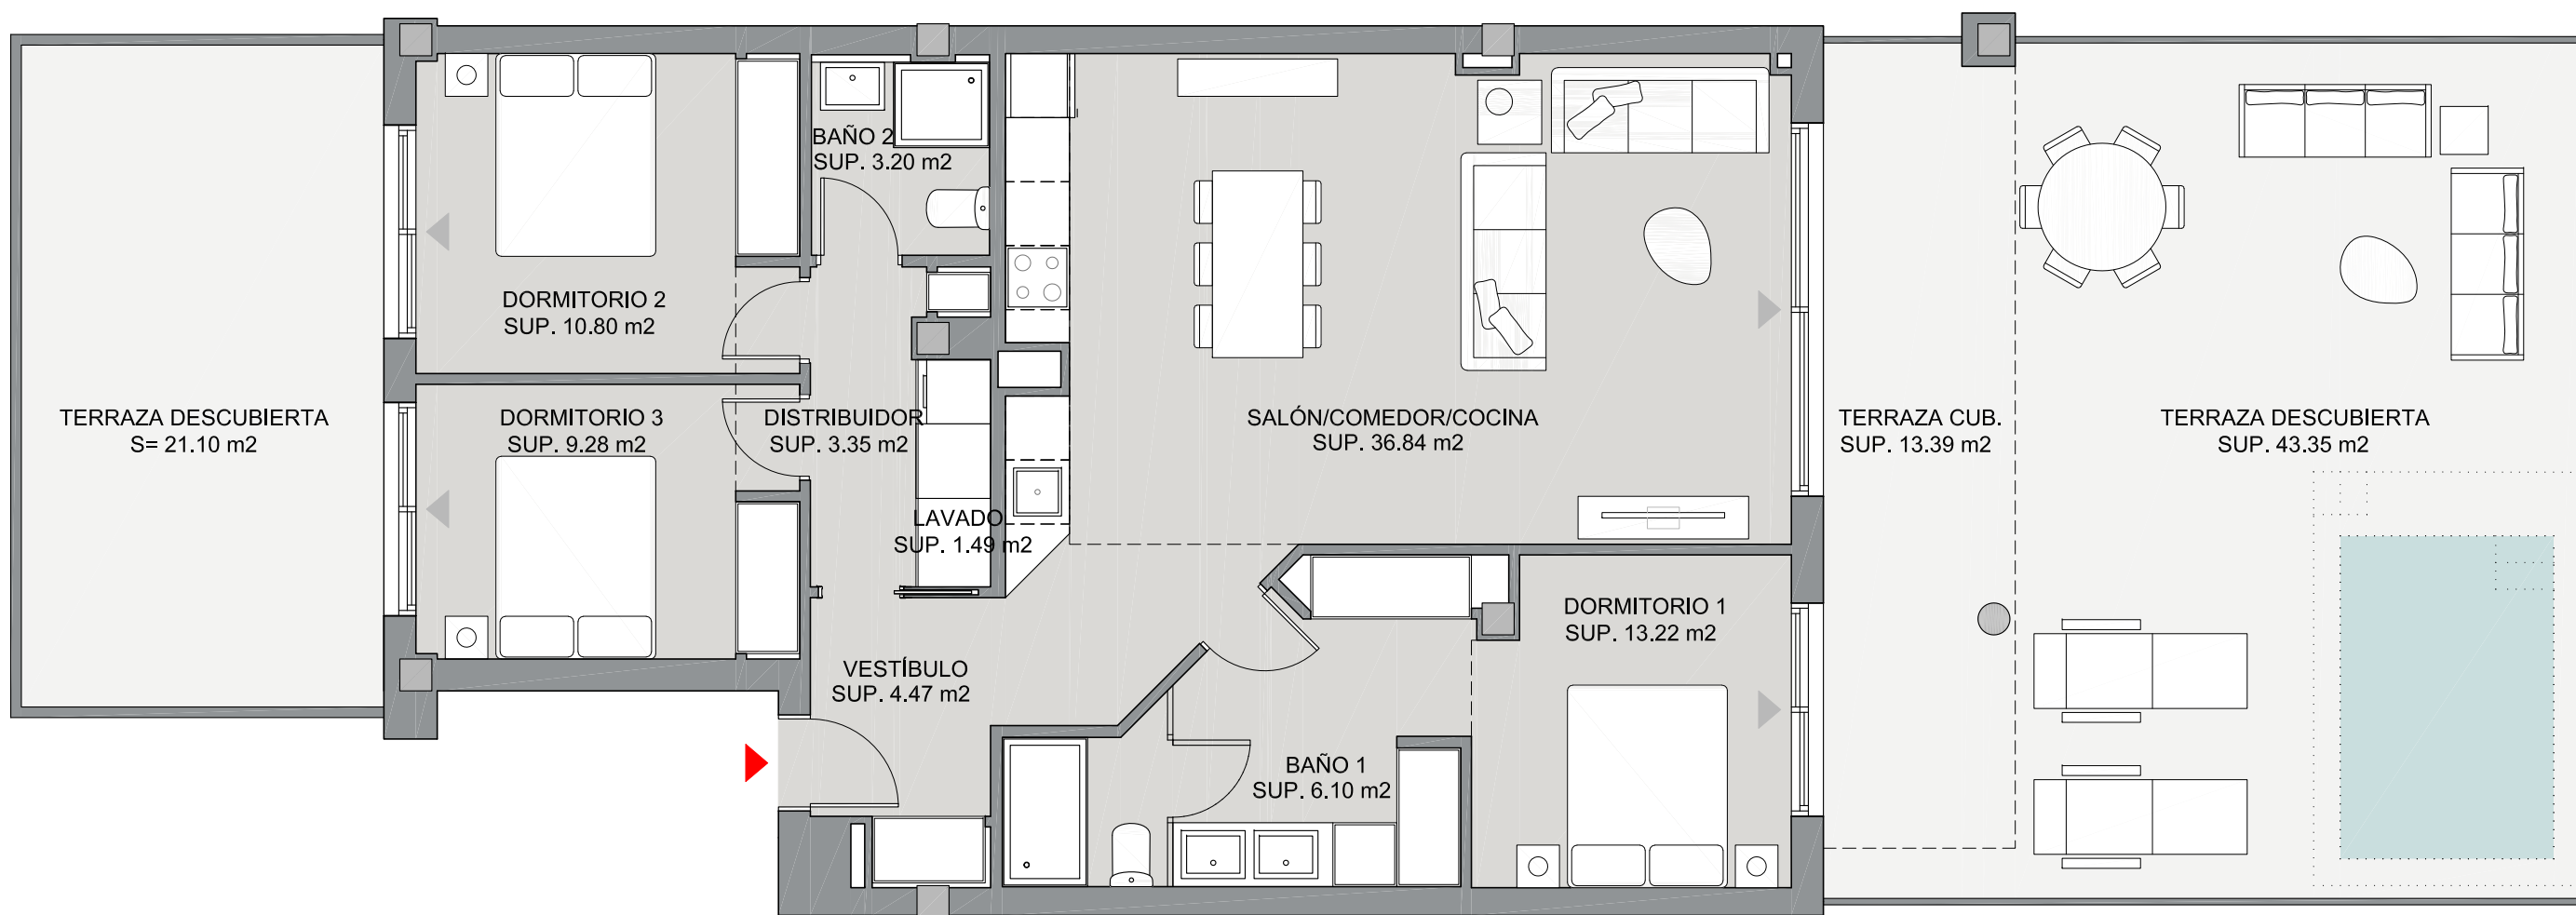 BAÑO 2
SUP. 3.20 m2
DORMITORIO 2
SUP. 10.80 m2
TERRAZA DESCUBIERTA
S= 21.10 m2
DORMITORIO 3
SUP. 9.28 m2
DISTRIBUIDOR
SUP. 3.35 m2
SALÓN/COMEDOR/COCINA
SUP. 36.84 m2
TERRAZA CUB.
SUP. 13.39 m2
TERRAZA DESCUBIERTA
SUP. 43.35 m2
LAVADO
SUP. 1.49 m2
DORMITORIO 1
SUP. 13.22 m2
VESTÍBULO
SUP. 4.47 m2
BAÑO 1
SUP. 6.10 m2